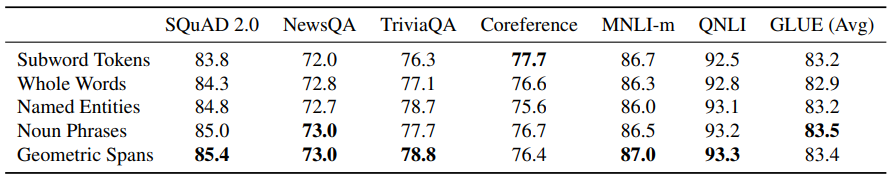 SQuAD 2.0 NewsQA TriviaQA Coreference MNLI-m QNLI GLUE (Avg)
Subword Tokens 83.8 72.0 76.3 77.7 86.7 92.5 83.2
Whole Words 84.3 72.8 77.1 76.6 86.3 92.8 82.9
Named Entities 84.8 72.7 78.7 75.6 86.0 93.1 83.2
Noun Phrases 85.0 73.0 77.7 76.7 86.5 93.2 83.5
Geometric Spans 85.4 73.0 78.8 76.4 87.0 93.3 83.4